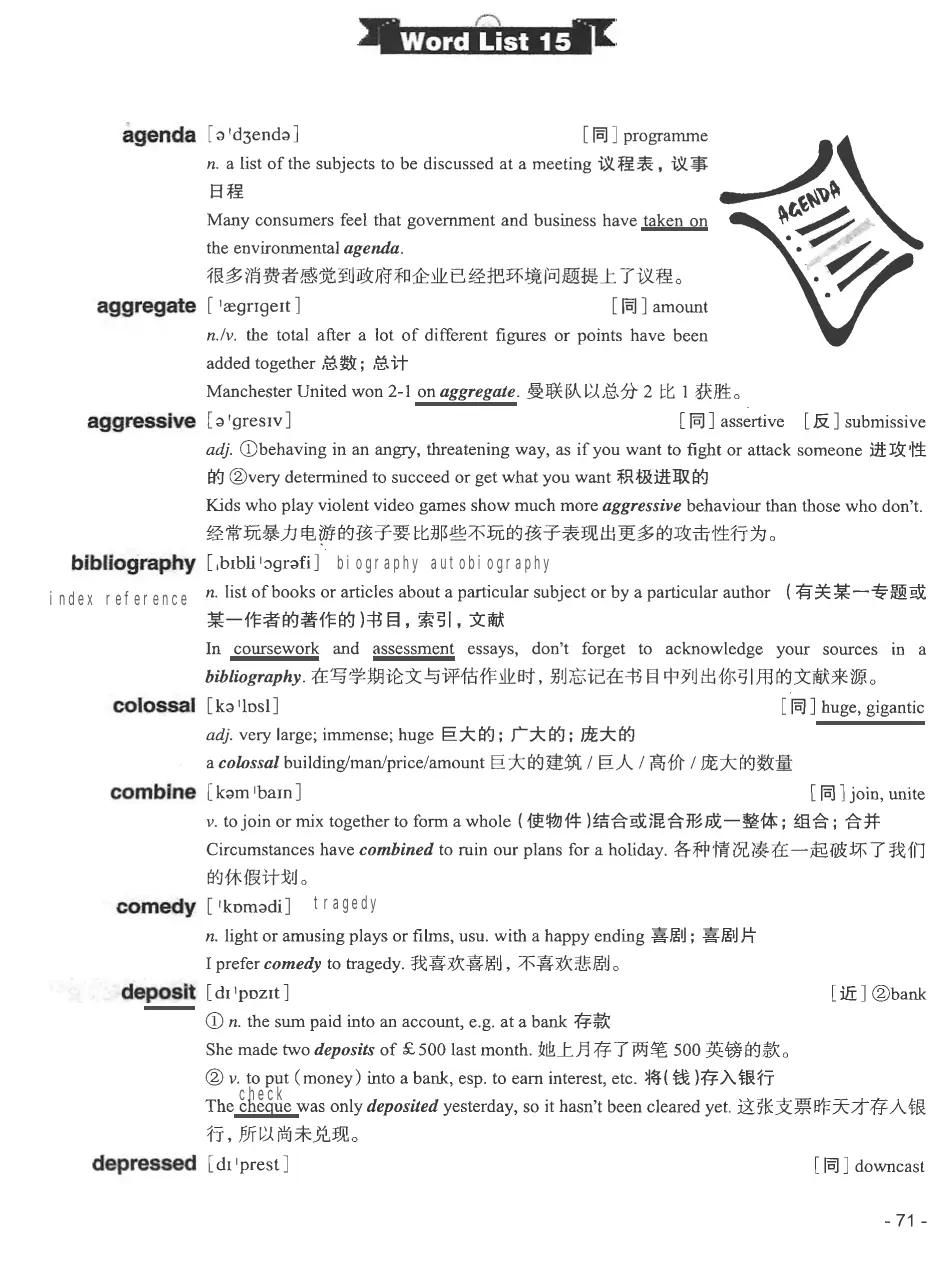 Word List 15
agenda [ə'dʒendə] [同] programme
n. a list of the subjects to be discussed at a meeting 议程表，议事
日程
Many consumers feel that government and business have taken on
the environmental agenda.
很多消费者感觉到政府和企业已经把环境问题提上了议程。
AGENDA
aggregate ['æɡrɪɡeɪt] [同] amount
n./v. the total after a lot of different figures or points have been
added together 总数；总计
Manchester United won 2-1 on aggregate. 曼联队以总分 2 比 1 获胜。
aggressive [ə'ɡresɪv] [同] assertive [反] submissive
adj. ①behaving in an angry, threatening way, as if you want to fight or attack someone 进攻性
的 ②very determined to succeed or get what you want 积极进取的
Kids who play violent video games show much more aggressive behaviour than those who don't.
经常玩暴力电游的孩子要比那些不玩的孩子表现出更多的攻击性行为。
bibliography [ˌbɪbli'ɔɡrəfi] biography autobiography
index reference n. list of books or articles about a particular subject or by a particular author （有关某一专题或
某一作者的著作的）书目，索引，文献
In coursework and assessment essays, don't forget to acknowledge your sources in a
bibliography. 在写学期论文与评估作业时，别忘记在书目中列出你引用的文献来源。
colossal [kə'lɒsl] [同] huge, gigantic
adj. very large; immense; huge 巨大的；广大的；庞大的
a colossal building/man/price/amount 巨大的建筑 / 巨人 / 高价 / 庞大的数量
combine [kəm'baɪn] [同] join, unite
v. to join or mix together to form a whole （使物件）结合或混合形成一整体；组合；合并
Circumstances have combined to ruin our plans for a holiday. 各种情况凑在一起破坏了我们
的休假计划。
comedy ['kɒmədi] tragedy
n. light or amusing plays or films, usu. with a happy ending 喜剧；喜剧片
I prefer comedy to tragedy. 我喜欢喜剧，不喜欢悲剧。
deposit [dɪ'pɒzɪt] [近] ②bank
① n. the sum paid into an account, e.g. at a bank 存款
She made two deposits of £500 last month. 她上月存了两笔 500 英镑的款。
② v. to put (money) into a bank, esp. to earn interest, etc. 将(钱)存入银行
check
The cheque was only deposited yesterday, so it hasn't been cleared yet. 这张支票昨天才存入银
行，所以尚未兑现。
depressed [dɪ'prest] [同] downcast
- 71 -